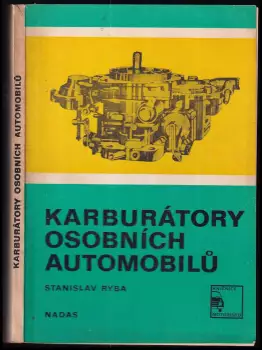 KARBURÁTORY OSOBNÍCH AUTOMOBILŮ
KARBURÁTORY
OSOBNÍCH
AUTOMOBILŮ
STANISLAV RYBA
NADAS